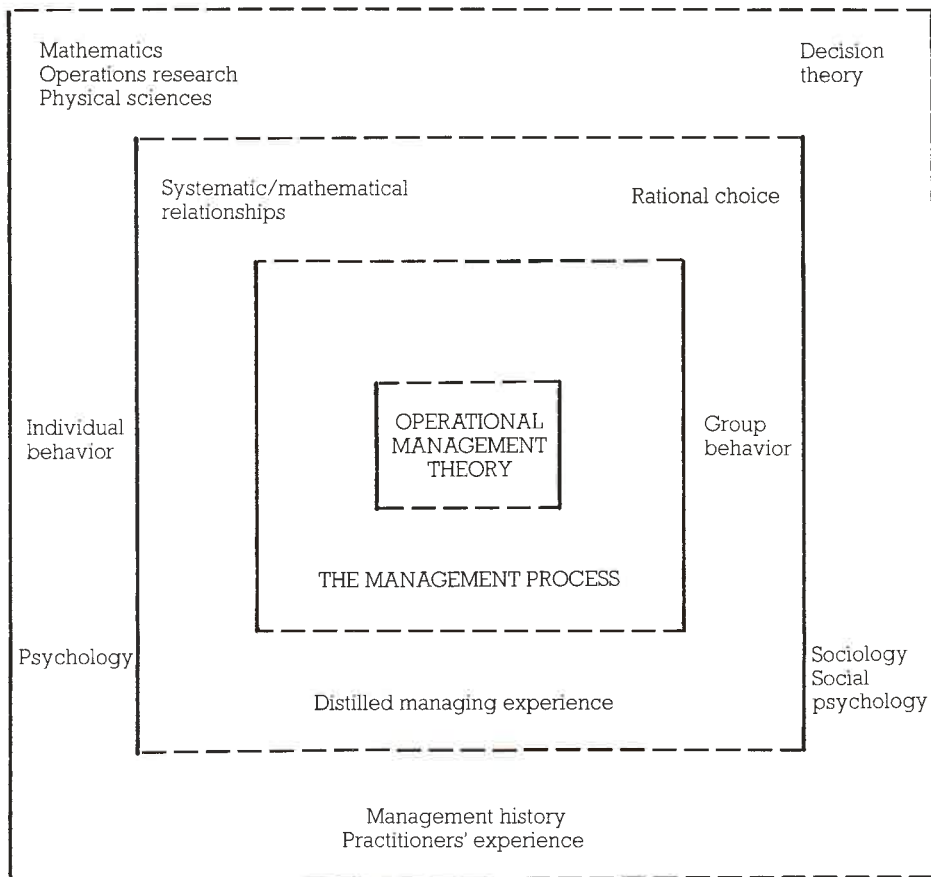 Mathematics
Operations research
Physical sciences
Decision
theory
Systematic/mathematical
relationships
Rational choice
Individual
behavior
OPERATIONAL
MANAGEMENT
THEORY
Group
behavior
THE MANAGEMENT PROCESS
Psychology
Sociology
Social
psychology
Distilled managing experience
Management history
Practitioners' experience